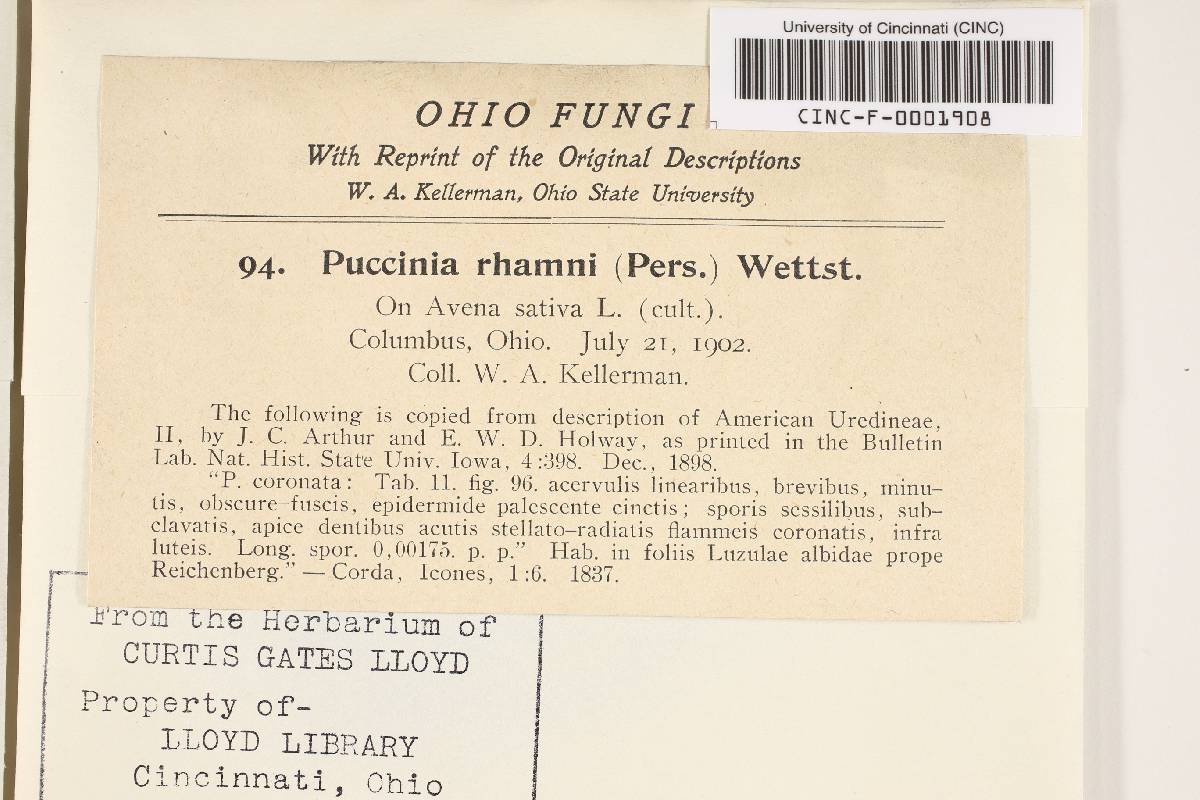 University of Cincinnati (CINC)
CINC-F-0001908
OHIO FUNGI
With Reprint of the Original Descriptions
W. A. Kellerman, Ohio State University
94. Puccinia rhamni (Pers.) Wettst.
On Avena sativa L. (cult.).
Columbus, Ohio. July 21, 1902.
Coll. W. A. Kellerman.
The following is copied from description of American Uredineae,
II, by J. C. Arthur and E. W. D. Holway, as printed in the Bulletin
Lab. Nat. Hist. State Univ. Iowa, 4:398. Dec., 1898.
"P. coronata: Tab. 11. fig. 96. acervulis linearibus, brevibus, minu-
tis, obscure-fuscis, epidermide palescente cinctis; sporis sessilibus, sub-
clavatis, apice dentibus acutis stellato-radiatis flammeis coronatis, infra
luteis. Long. spor. 0,00175. p. p." Hab. in foliis Luzulae albidae prope
Reichenberg." — Corda, Icones, 1:6. 1837.
From the Herbarium of
CURTIS GATES LLOYD
Property of-
LLOYD LIBRARY
Cincinnati, Ohio